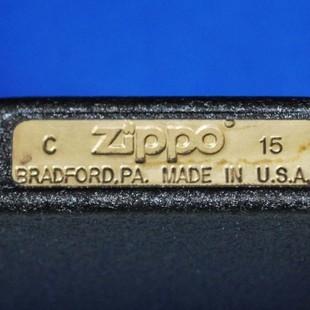 C Zippo 15
BRADFORD,PA. MADE IN U.S.A.